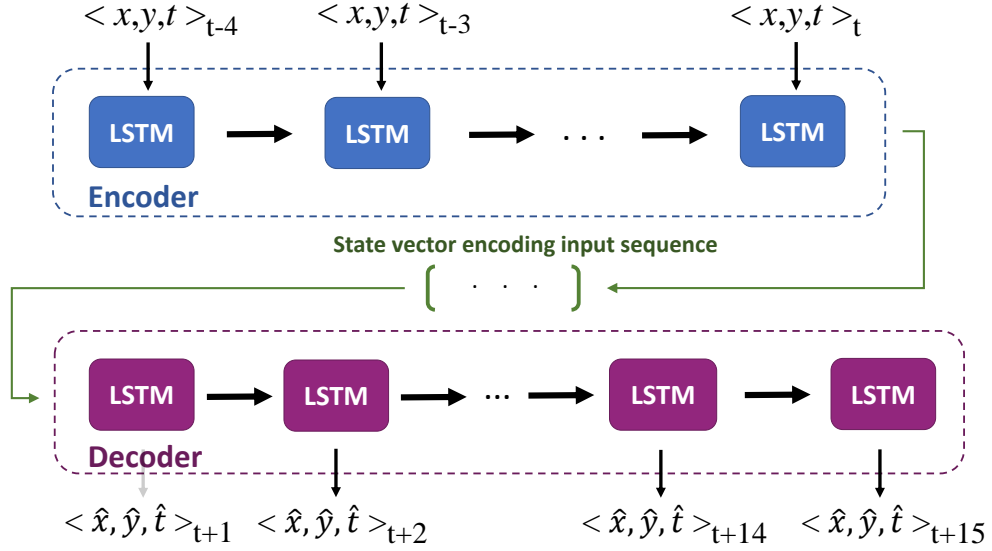 < x,y,t >t-4 < x,y,t >t-3 < x,y,t >t
LSTM LSTM . . . LSTM
Encoder
State vector encoding input sequence
[ . . . ]
LSTM LSTM ... LSTM LSTM
Decoder
< x̂, ŷ, t̂ >t+1 < x̂, ŷ, t̂ >t+2 < x̂, ŷ, t̂ >t+14 < x̂, ŷ, t̂ >t+15